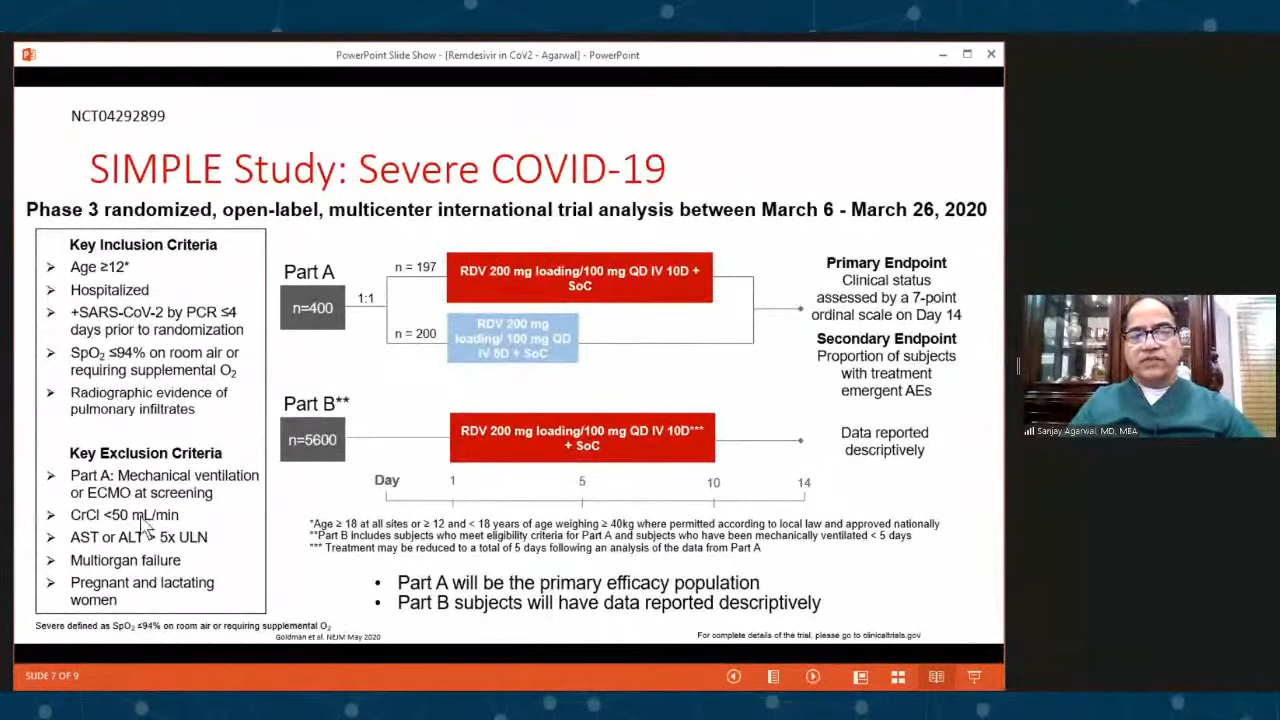 PowerPoint Slide Show - [Remdesivir in CoV2 - Agarwal] - PowerPoint
NCT04292899
SIMPLE Study: Severe COVID-19
Phase 3 randomized, open-label, multicenter international trial analysis between March 6 - March 26, 2020
Key Inclusion Criteria
➢ Age ≥12*
➢ Hospitalized
➢ +SARS-CoV-2 by PCR ≤4
days prior to randomization
➢ SpO₂ ≤94% on room air or
requiring supplemental O₂
➢ Radiographic evidence of
pulmonary infiltrates
Key Exclusion Criteria
➢ Part A: Mechanical ventilation
or ECMO at screening
➢ CrCl <50 mL/min
➢ AST or ALT > 5x ULN
➢ Multiorgan failure
➢ Pregnant and lactating
women
Part A
n=400
1:1
n = 197
RDV 200 mg loading/100 mg QD IV 10D +
SoC
n = 200
RDV 200 mg
loading/ 100 mg QD
IV 5D + SoC
Part B**
n=5600
RDV 200 mg loading/100 mg QD IV 10D***
+ SoC
Primary Endpoint
Clinical status
assessed by a 7-point
ordinal scale on Day 14
Secondary Endpoint
Proportion of subjects
with treatment
emergent AEs
Data reported
descriptively
Day 1 5 10 14
*Age ≥ 18 at all sites or ≥ 12 and < 18 years of age weighing ≥ 40kg where permitted according to local law and approved nationally
**Part B includes subjects who meet eligibility criteria for Part A and subjects who have been mechanically ventilated < 5 days
*** Treatment may be reduced to a total of 5 days following an analysis of the data from Part A
• Part A will be the primary efficacy population
• Part B subjects will have data reported descriptively
Severe defined as SpO₂ ≤94% on room air or requiring supplemental O₂
Goldman et al. NEJM May 2020
For complete details of the trial, please go to clinicaltrials.gov
SLIDE 7 OF 9
Sanjay Agarwal, MD, MBA